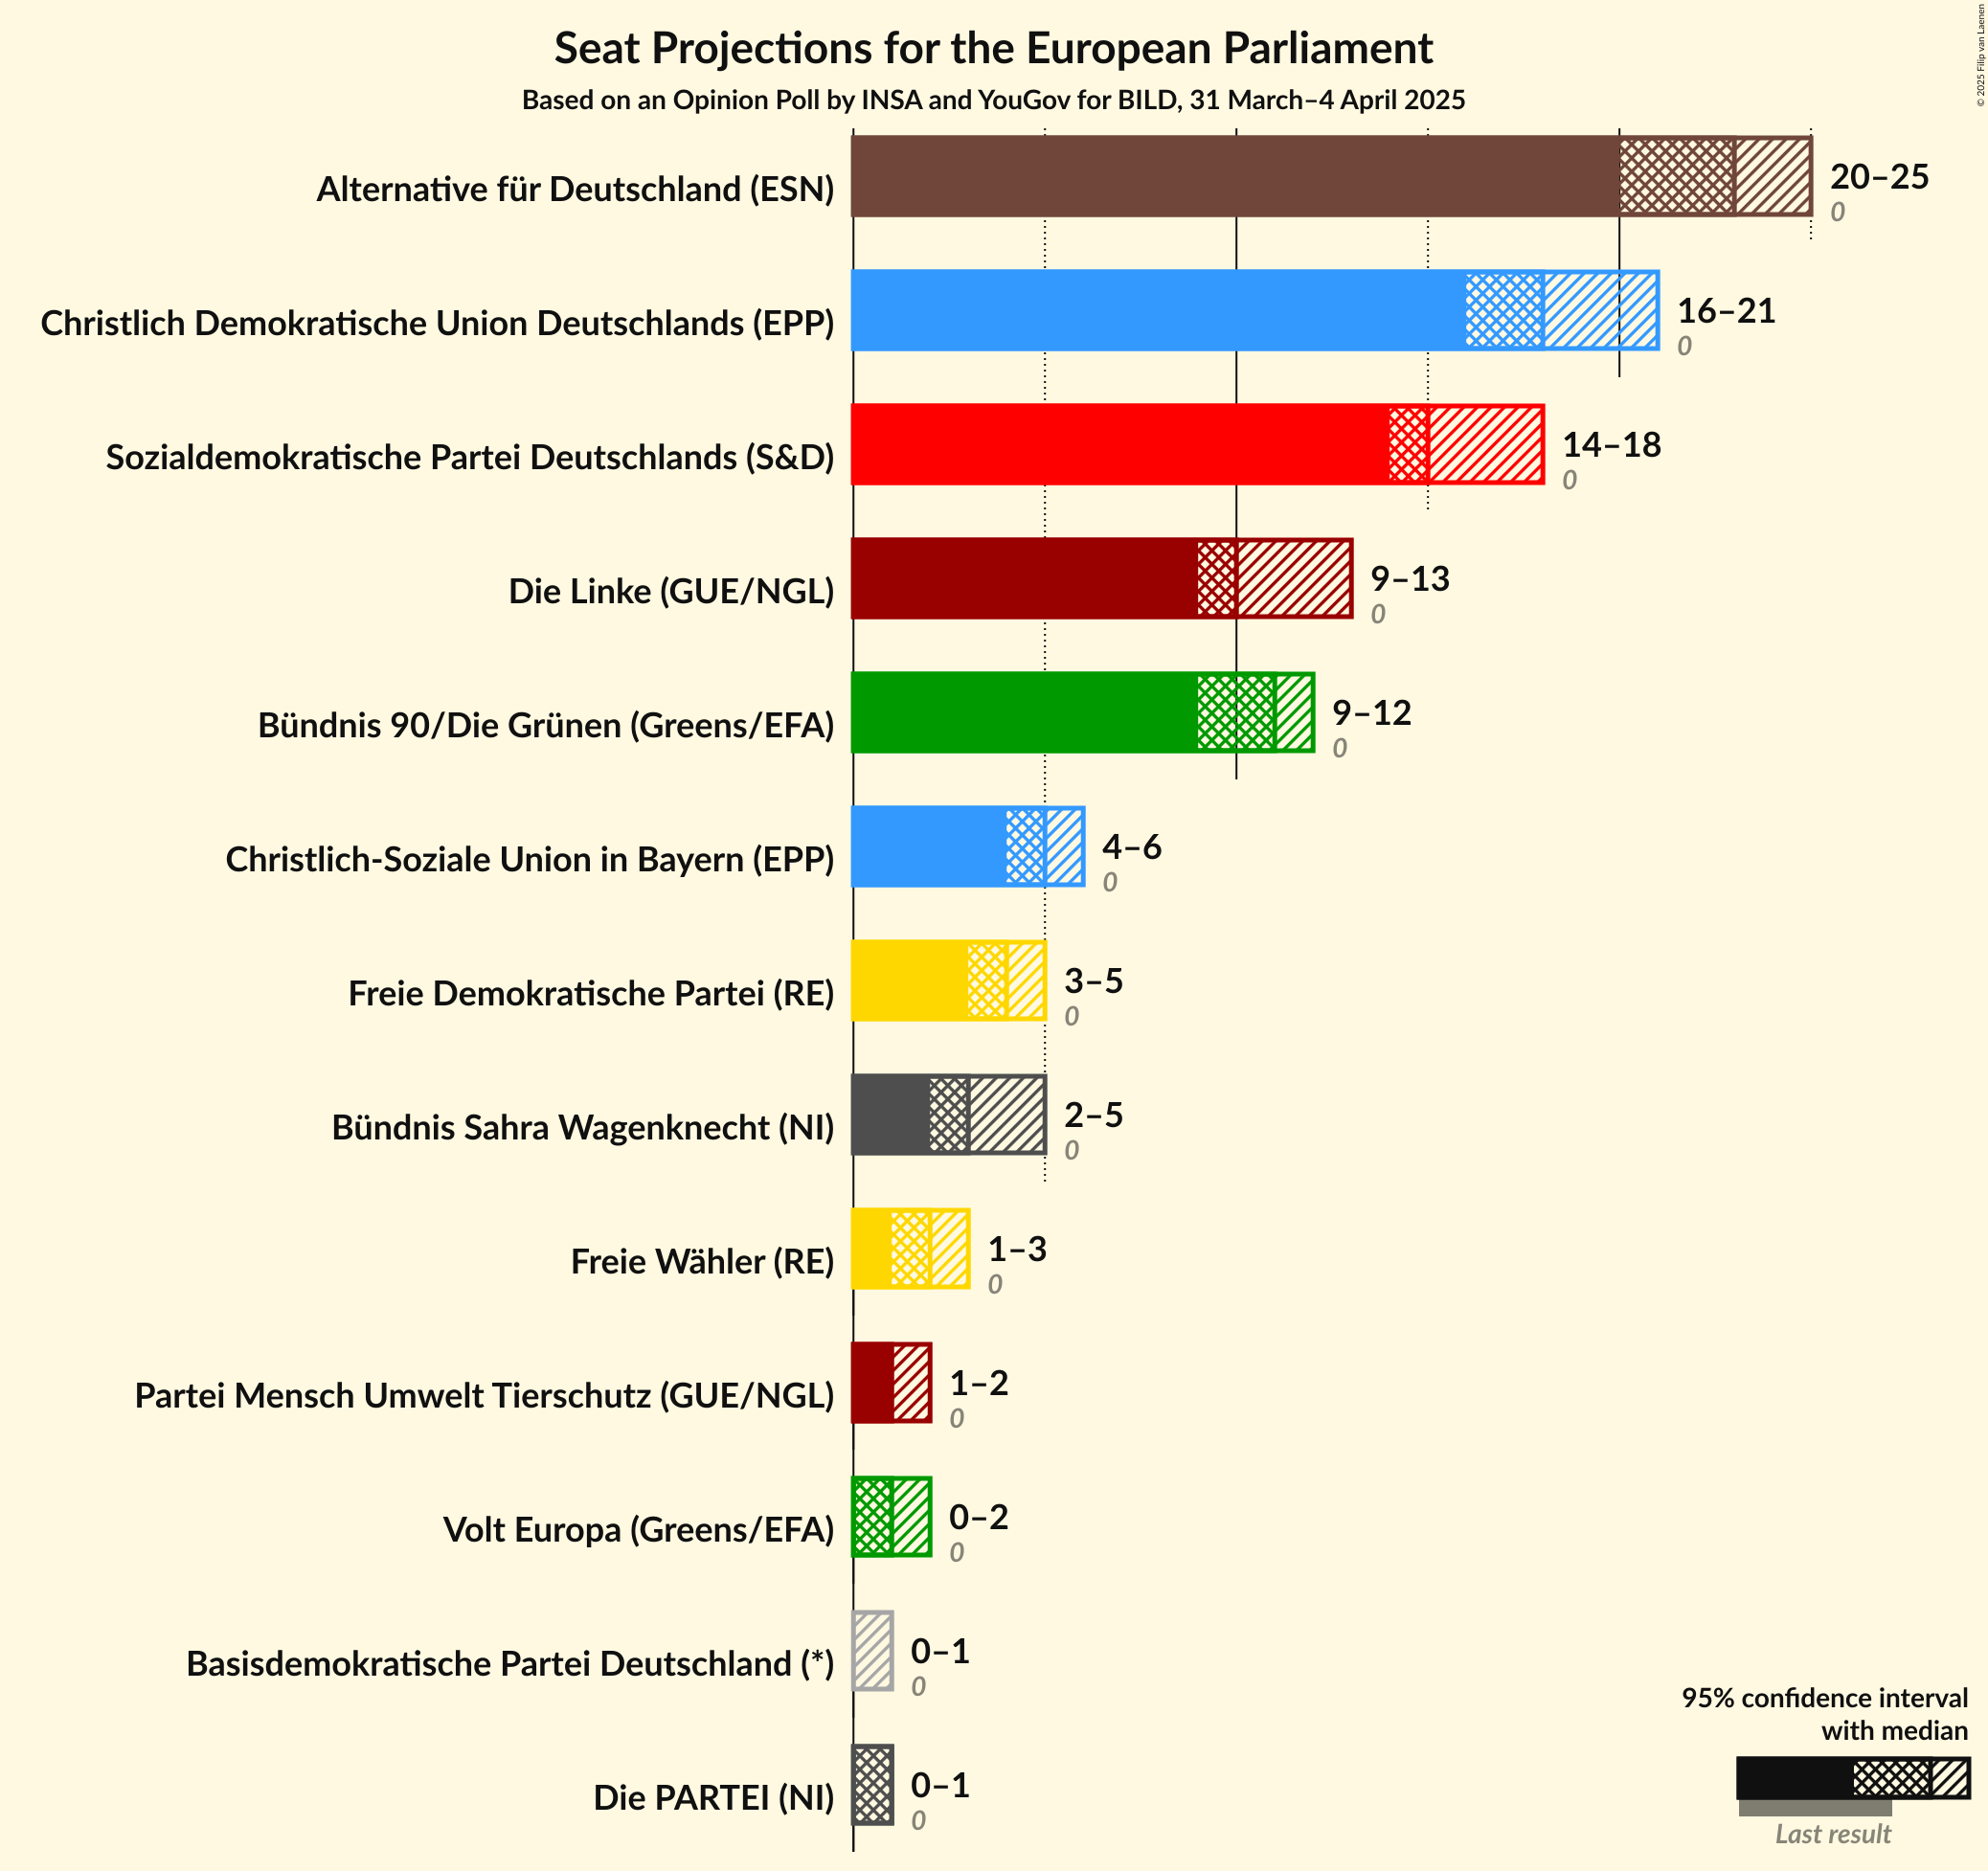 Seat Projections for the European Parliament
Based on an Opinion Poll by INSA and YouGov for BILD, 31 March–4 April 2025
© 2025 Filip van Laenen
Alternative für Deutschland (ESN)
20–25
0
Christlich Demokratische Union Deutschlands (EPP)
16–21
0
Sozialdemokratische Partei Deutschlands (S&D)
14–18
0
Die Linke (GUE/NGL)
9–13
0
Bündnis 90/Die Grünen (Greens/EFA)
9–12
0
Christlich-Soziale Union in Bayern (EPP)
4–6
0
Freie Demokratische Partei (RE)
3–5
0
Bündnis Sahra Wagenknecht (NI)
2–5
0
Freie Wähler (RE)
1–3
0
Partei Mensch Umwelt Tierschutz (GUE/NGL)
1–2
0
Volt Europa (Greens/EFA)
0–2
0
Basisdemokratische Partei Deutschland (*)
0–1
0
Die PARTEI (NI)
0–1
0
95% confidence interval
with median
Last result